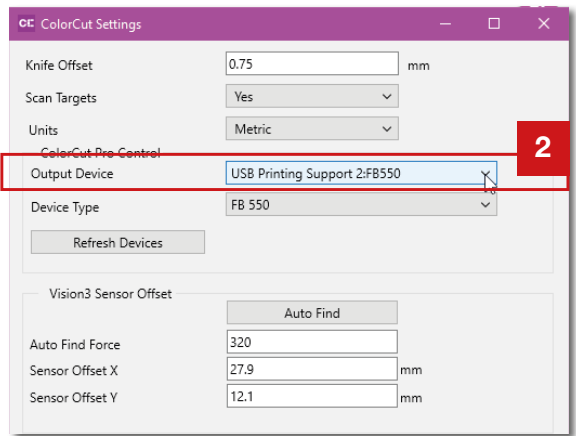 CC ColorCut Settings
Knife Offset 0.75 mm
Scan Targets Yes
Units Metric
2
ColorCut Pro Control
Output Device USB Printing Support 2:FB550
Device Type FB 550
Refresh Devices
Vision3 Sensor Offset
Auto Find
Auto Find Force 320
Sensor Offset X 27.9 mm
Sensor Offset Y 12.1 mm